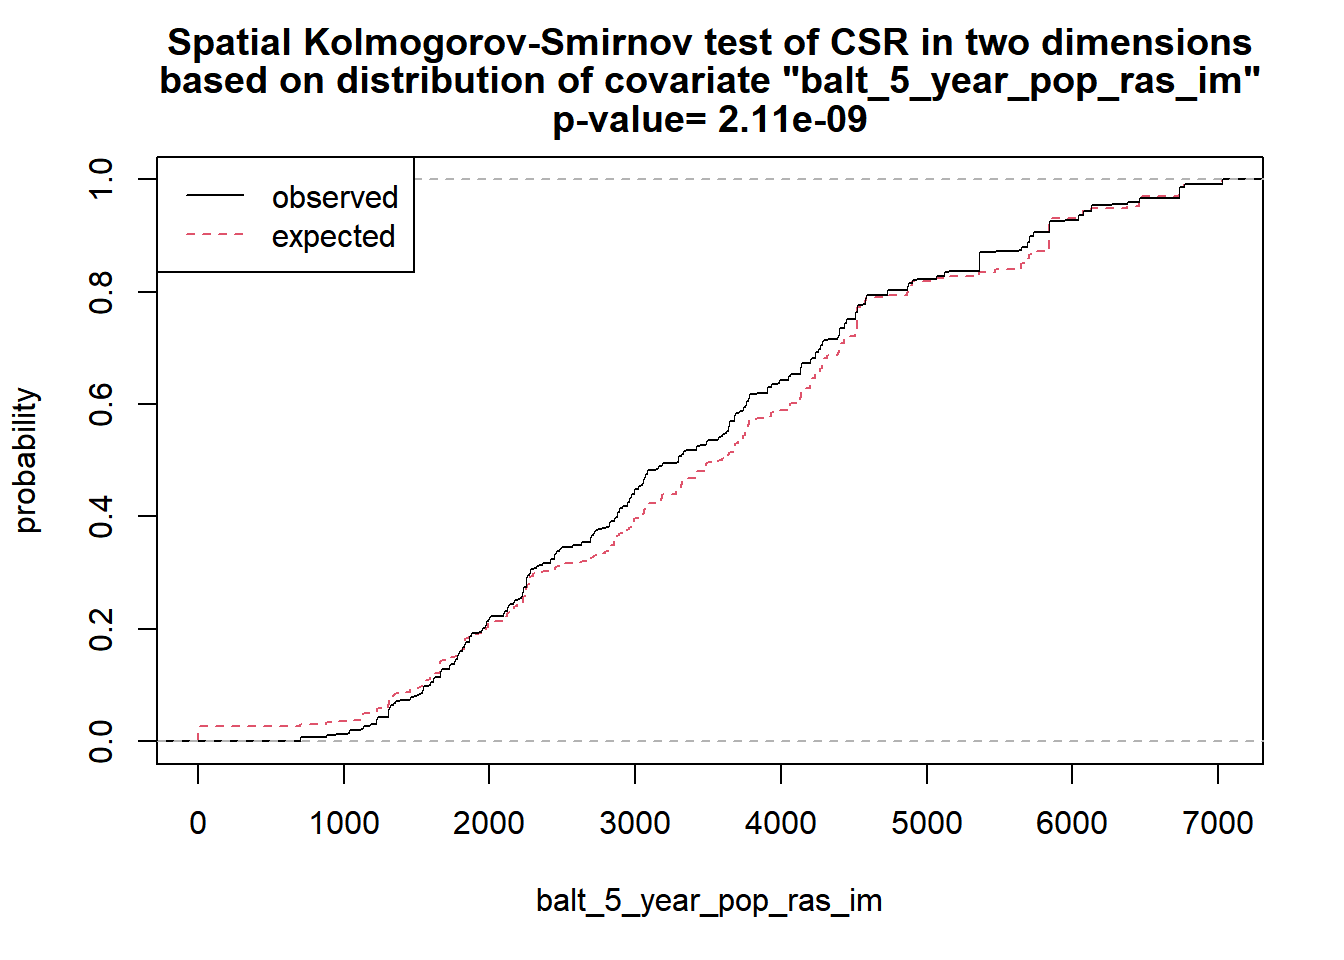 Spatial Kolmogorov-Smirnov test of CSR in two dimensions
based on distribution of covariate "balt_5_year_pop_ras_im"
p-value= 2.11e-09
observed
expected
probability
0.0
0.2
0.4
0.6
0.8
1.0
0 1000 2000 3000 4000 5000 6000 7000
balt_5_year_pop_ras_im